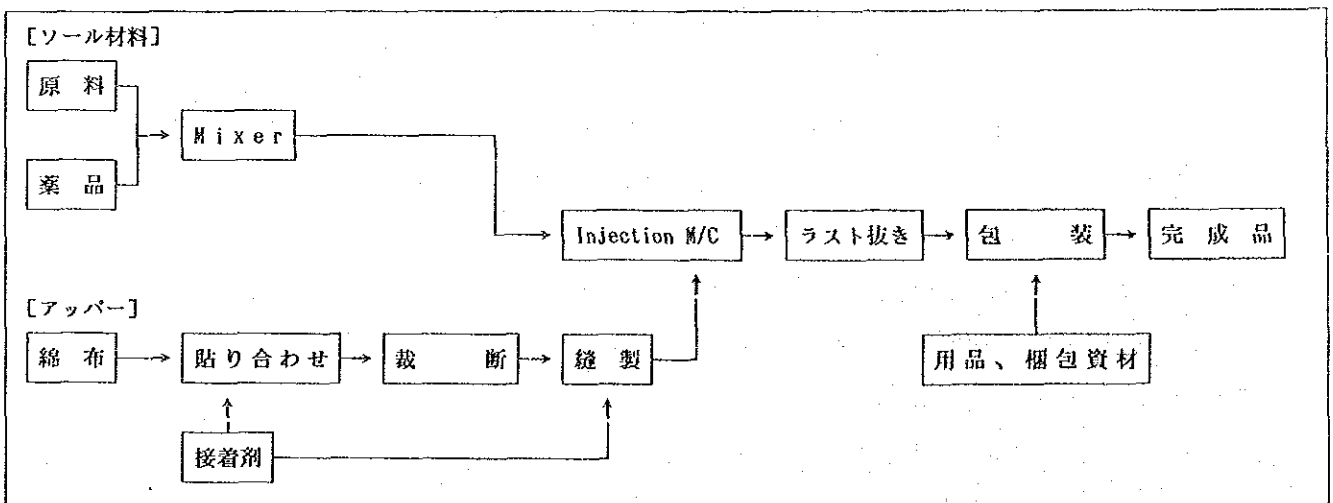 [ソール材料]
原料
薬品
Mixer
Injection M/C
ラスト抜き
包装
完成品
[アッパー]
綿布
貼り合わせ
裁断
縫製
用品、梱包資材
接着剤